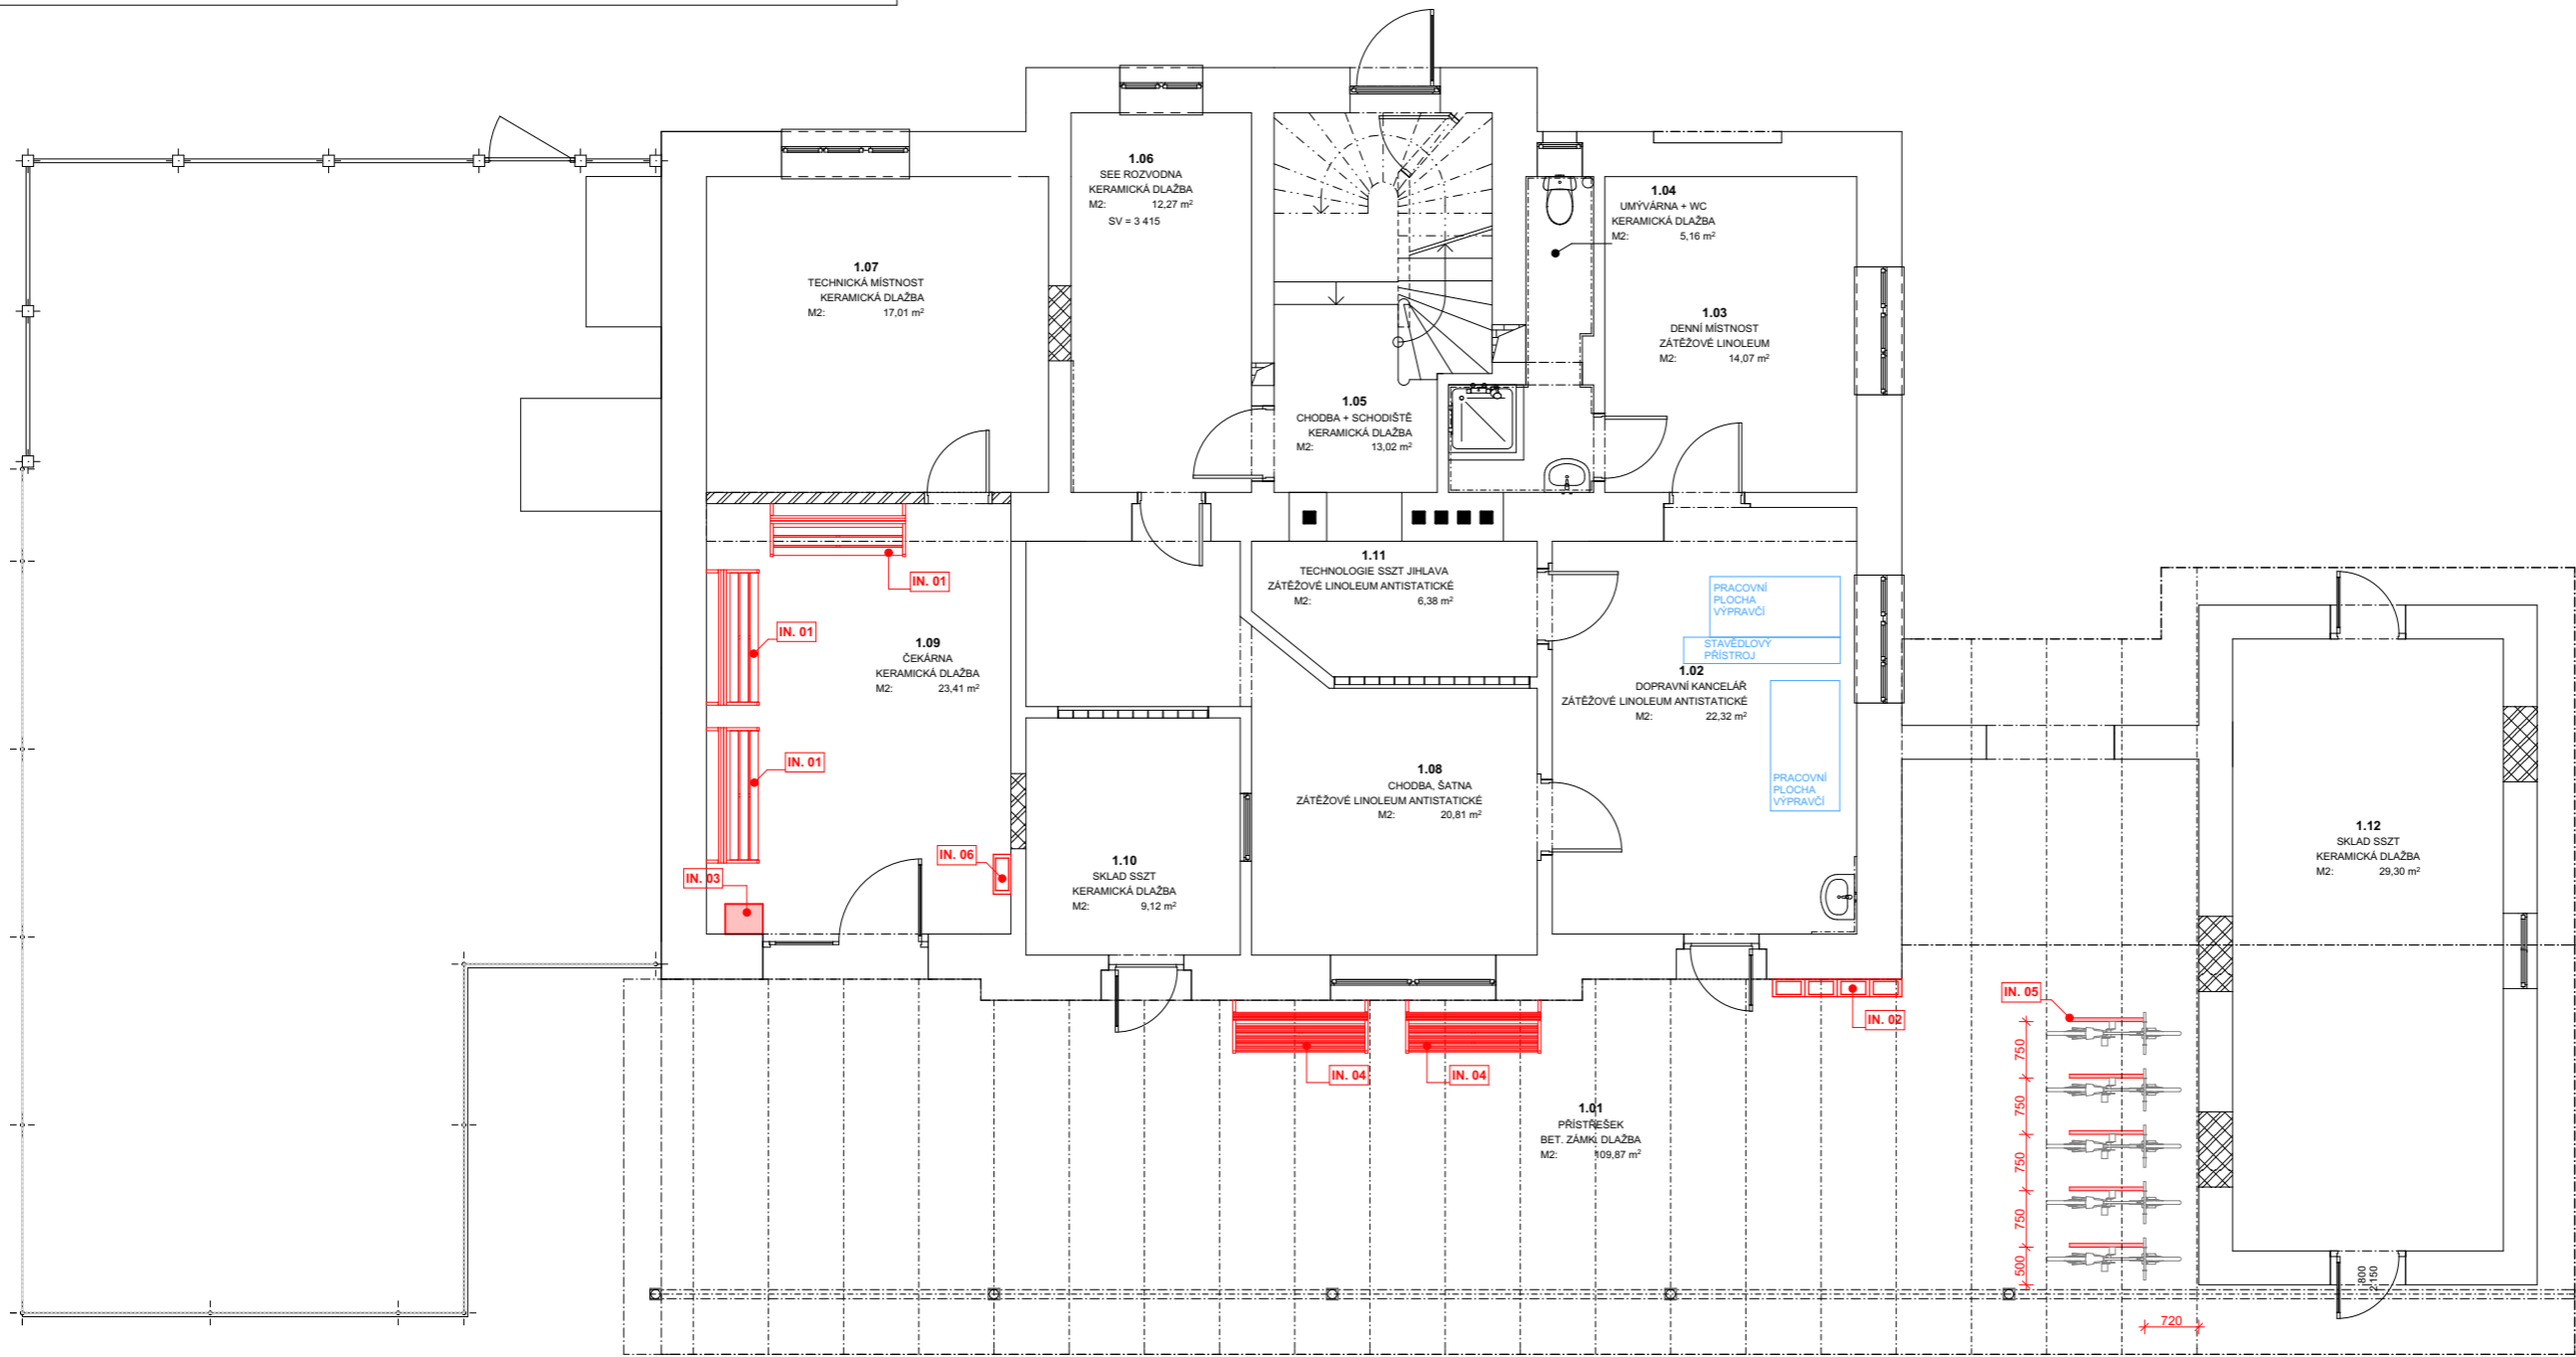 1.06
SEE ROZVODNA
KERAMICKÁ DLAŽBA
M2: 12,27 m²
SV = 3 415
1.04
UMÝVÁRNA + WC
KERAMICKÁ DLAŽBA
M2: 5,16 m²
1.07
TECHNICKÁ MÍSTNOST
KERAMICKÁ DLAŽBA
M2: 17,01 m²
1.03
DENNÍ MÍSTNOST
ZÁTĚŽOVÉ LINOLEUM
M2: 14,07 m²
1.05
CHODBA + SCHODIŠTĚ
KERAMICKÁ DLAŽBA
M2: 13,02 m²
IN. 01
1.11
TECHNOLOGIE SSZT JIHLAVA
ZÁTĚŽOVÉ LINOLEUM ANTISTATICKÉ
M2: 6,38 m²
PRACOVNÍ
PLOCHA
VÝPRAVČÍ
STAVĚDLOVÝ
PŘÍSTROJ
IN. 01
1.09
ČEKÁRNA
KERAMICKÁ DLAŽBA
M2: 23,41 m²
1.02
DOPRAVNÍ KANCELÁŘ
ZÁTĚŽOVÉ LINOLEUM ANTISTATICKÉ
M2: 22,32 m²
IN. 01
1.08
CHODBA, ŠATNA
ZÁTĚŽOVÉ LINOLEUM ANTISTATICKÉ
M2: 20,81 m²
PRACOVNÍ
PLOCHA
VÝPRAVČÍ
1.12
SKLAD SSZT
KERAMICKÁ DLAŽBA
M2: 29,30 m²
IN. 06
1.10
SKLAD SSZT
KERAMICKÁ DLAŽBA
M2: 9,12 m²
IN. 03
IN. 05
IN. 02
IN. 04
IN. 04
1.01
PŘÍSTŘEŠEK
BET. ZÁMK. DLAŽBA
M2: 109,87 m²
750
750
750
750
500
800
2 150
720